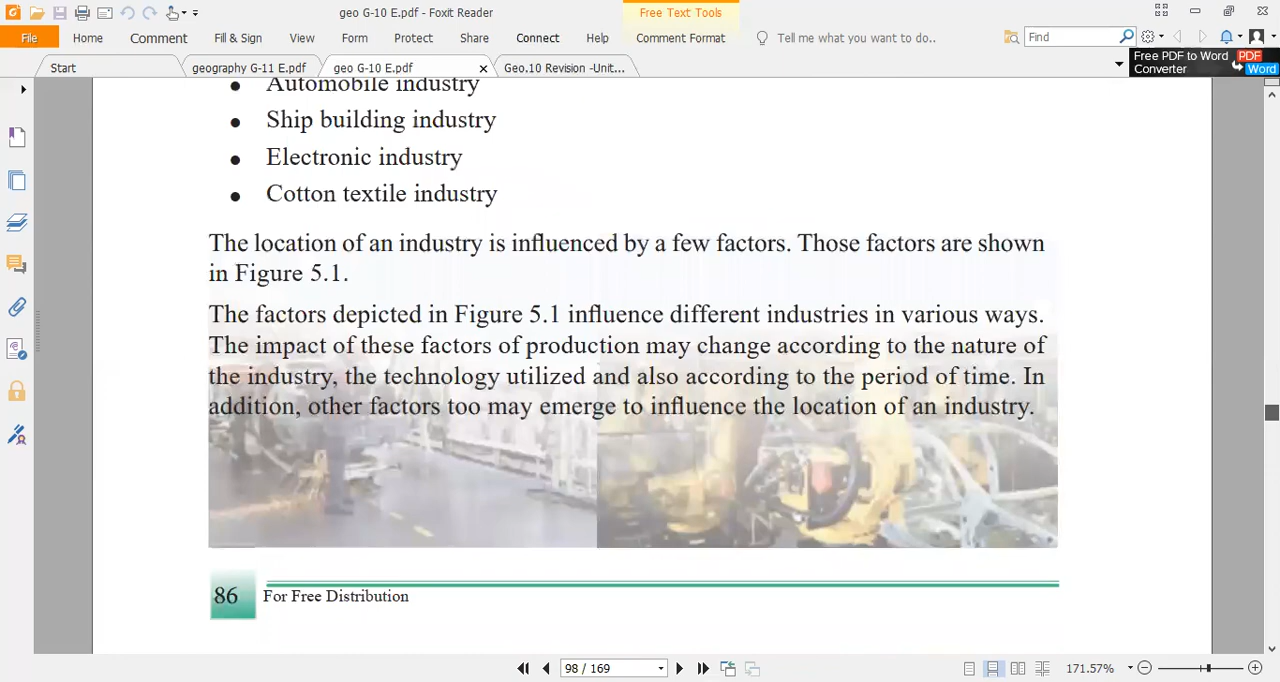 geo G-10 E.pdf - Foxit Reader
Free Text Tools
File
Home
Comment
Fill & Sign
View
Form
Protect
Share
Connect
Help
Comment Format
Tell me what you want to do..
Find
Start
geography G-11 E.pdf
geo G-10 E.pdf
Geo.10 Revision -Unit...
Free PDF to Word
Converter
PDF
Word
• Automobile industry
• Ship building industry
• Electronic industry
• Cotton textile industry
The location of an industry is influenced by a few factors. Those factors are shown
in Figure 5.1.
The factors depicted in Figure 5.1 influence different industries in various ways.
The impact of these factors of production may change according to the nature of
the industry, the technology utilized and also according to the period of time. In
addition, other factors too may emerge to influence the location of an industry.
86
For Free Distribution
98 / 169
171.57%